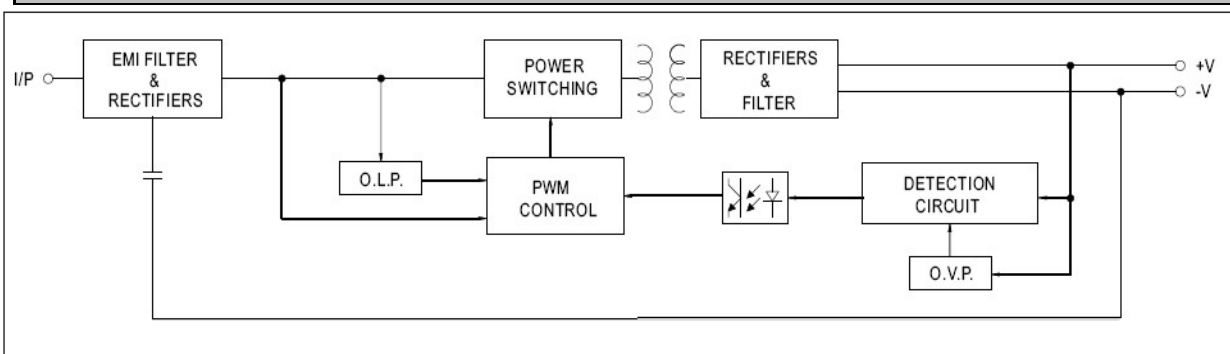 I/P
EMI FILTER
&
RECTIFIERS
POWER
SWITCHING
RECTIFIERS
&
FILTER
+V
-V
O.L.P.
PWM
CONTROL
DETECTION
CIRCUIT
O.V.P.